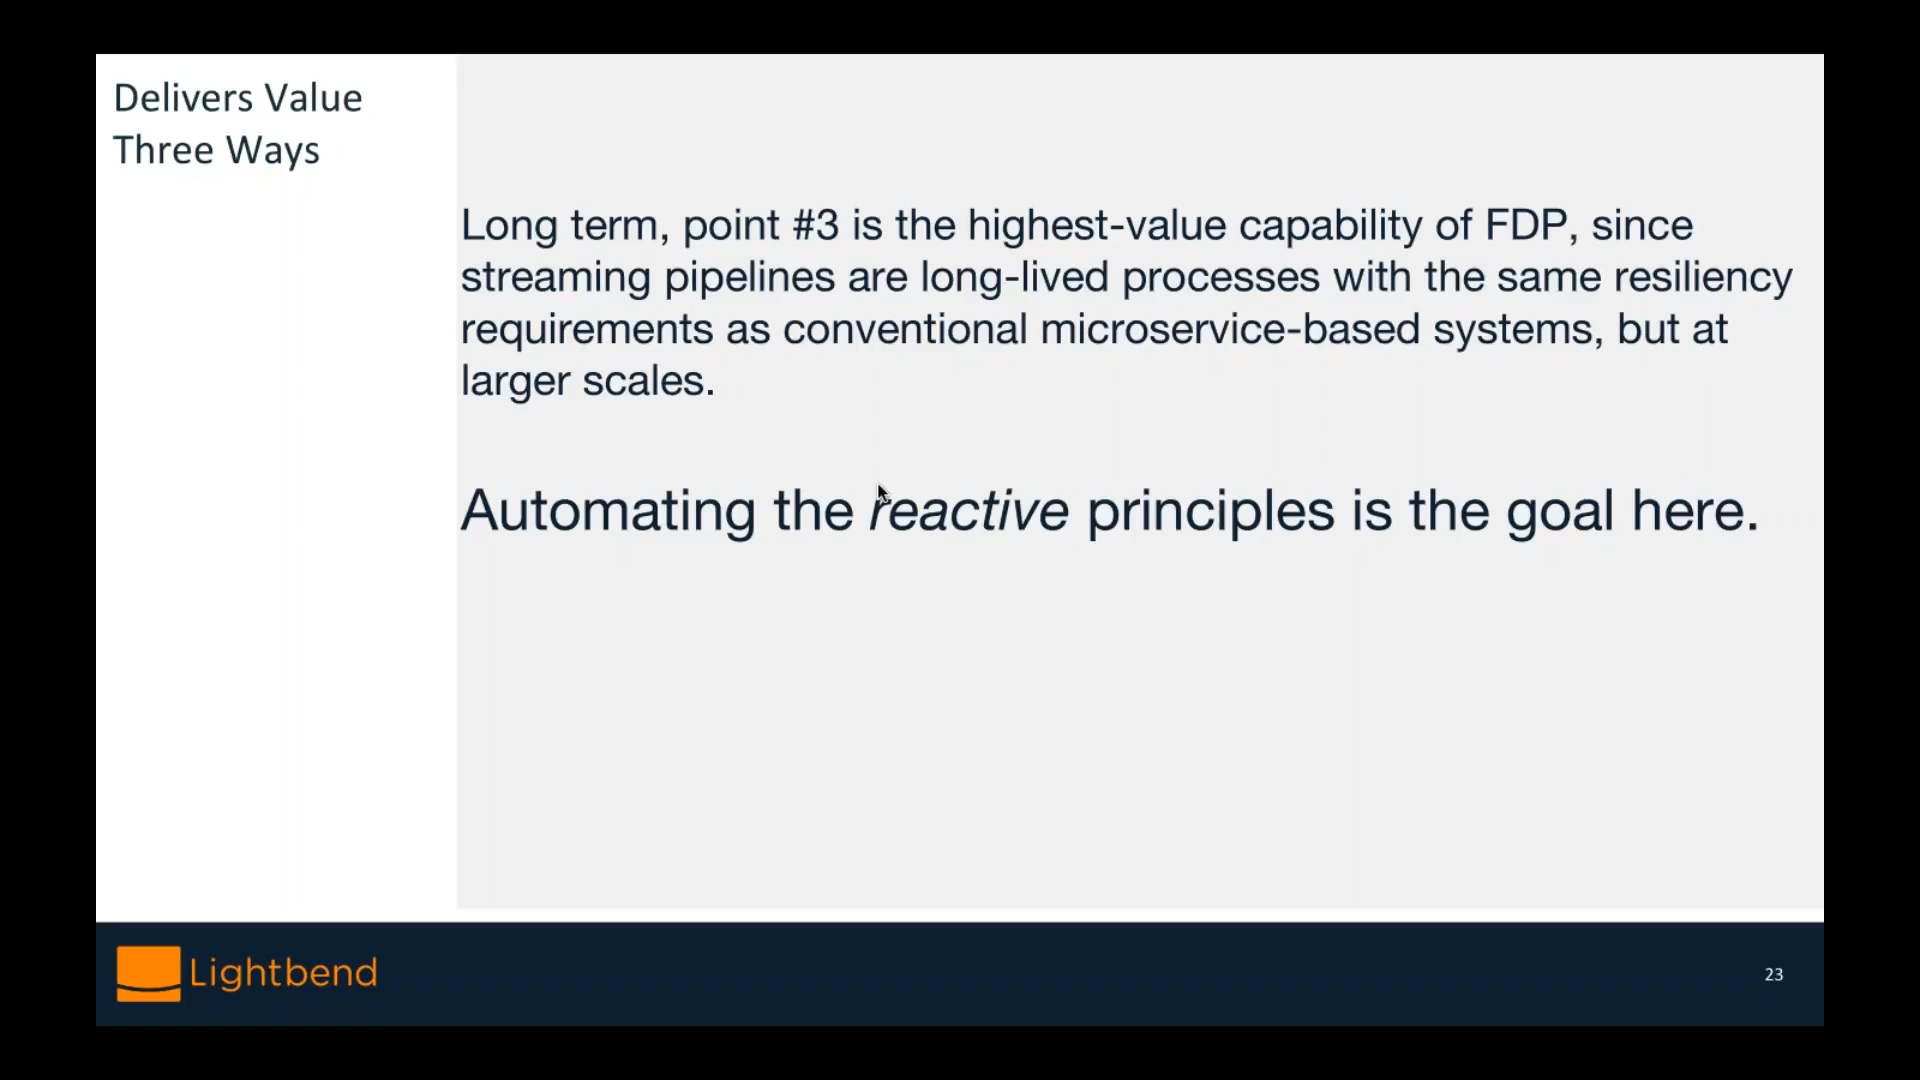 Delivers Value
Three Ways
Long term, point #3 is the highest-value capability of FDP, since
streaming pipelines are long-lived processes with the same resiliency
requirements as conventional microservice-based systems, but at
larger scales.
Automating the reactive principles is the goal here.
Lightbend
23